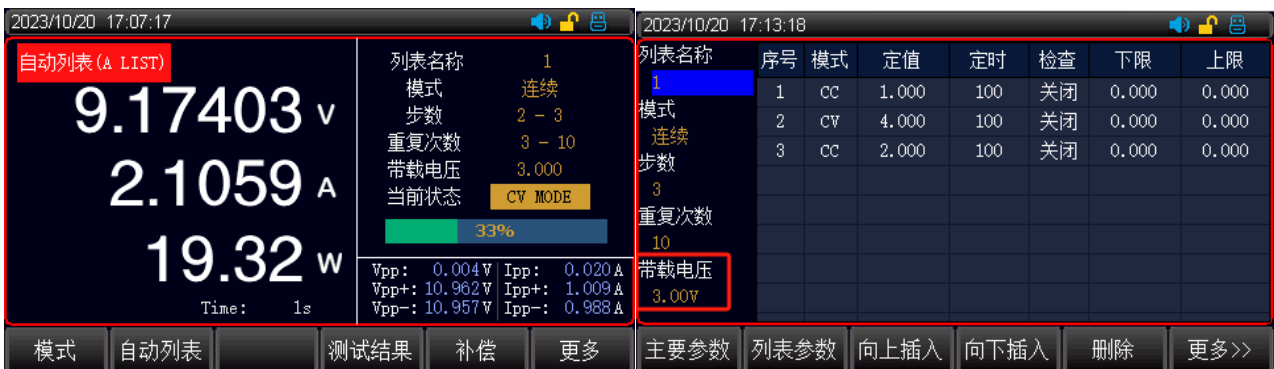 2023/10/20 17:07:17
自动列表(A LIST)
9.17403 V
2.1059 A
19.32 W
Time: 1s
列表名称 1
模式 连续
步数 2 - 3
重复次数 3 - 10
带载电压 3.000
当前状态 CV MODE
33%
Vpp: 0.004V Ipp: 0.020A
Vpp+: 10.962V Ipp+: 1.009A
Vpp-: 10.957V Ipp-: 0.988A
模式 自动列表 测试结果 补偿 更多
2023/10/20 17:13:18
列表名称
1
模式
连续
步数
3
重复次数
10
带载电压
3.00V
序号 模式 定值 定时 检查 下限 上限
1 CC 1.000 100 关闭 0.000 0.000
2 CV 4.000 100 关闭 0.000 0.000
3 CC 2.000 100 关闭 0.000 0.000
主要参数 列表参数 向上插入 向下插入 删除 更多>>